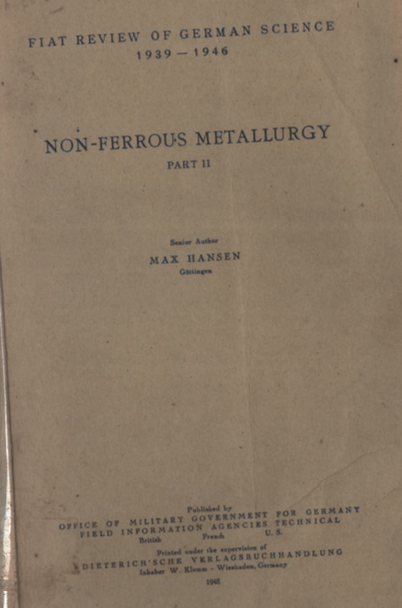 FIAT REVIEW OF GERMAN SCIENCE
1939 — 1946
NON-FERROUS METALLURGY
PART II
Senior Author
MAX HANSEN
Göttingen
Published by
OFFICE OF MILITARY GOVERNMENT FOR GERMANY
FIELD INFORMATION AGENCIES TECHNICAL
British French U. S.
Printed under the supervision of
DIETERICH'SCHE VERLAGSBUCHHANDLUNG
Inhaber W. Klemm - Wiesbaden, Germany
1948